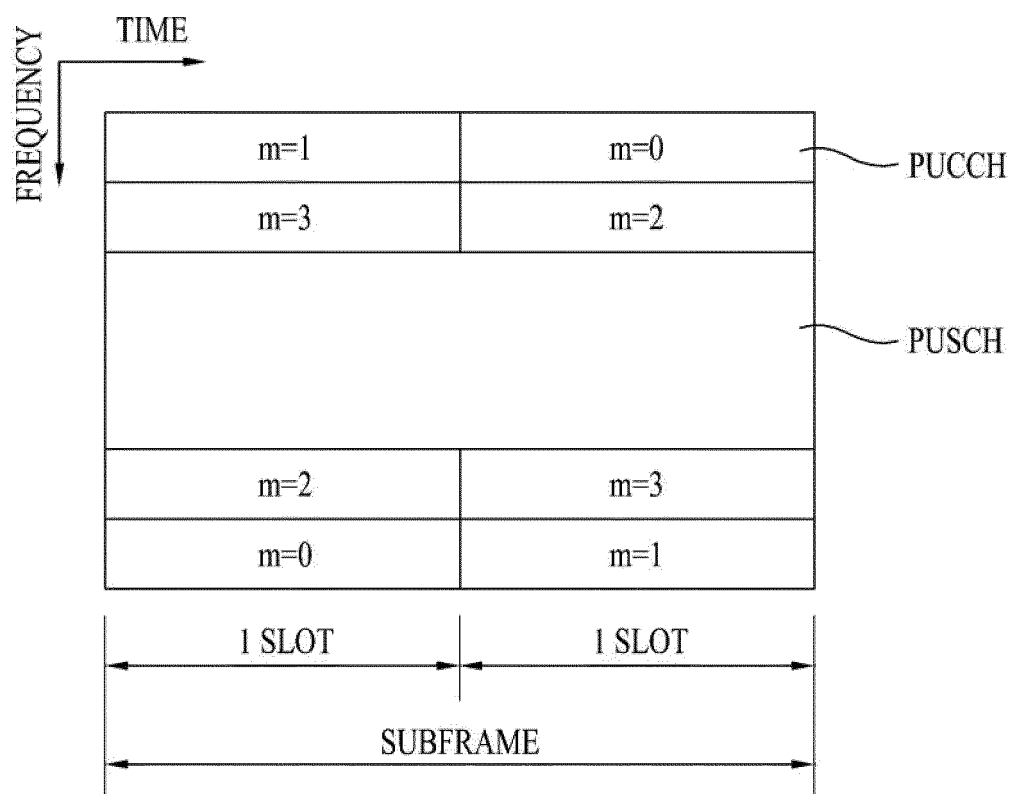 TIME
FREQUENCY
m=1
m=0
PUCCH
m=3
m=2
PUSCH
m=2
m=3
m=0
m=1
1 SLOT
1 SLOT
SUBFRAME